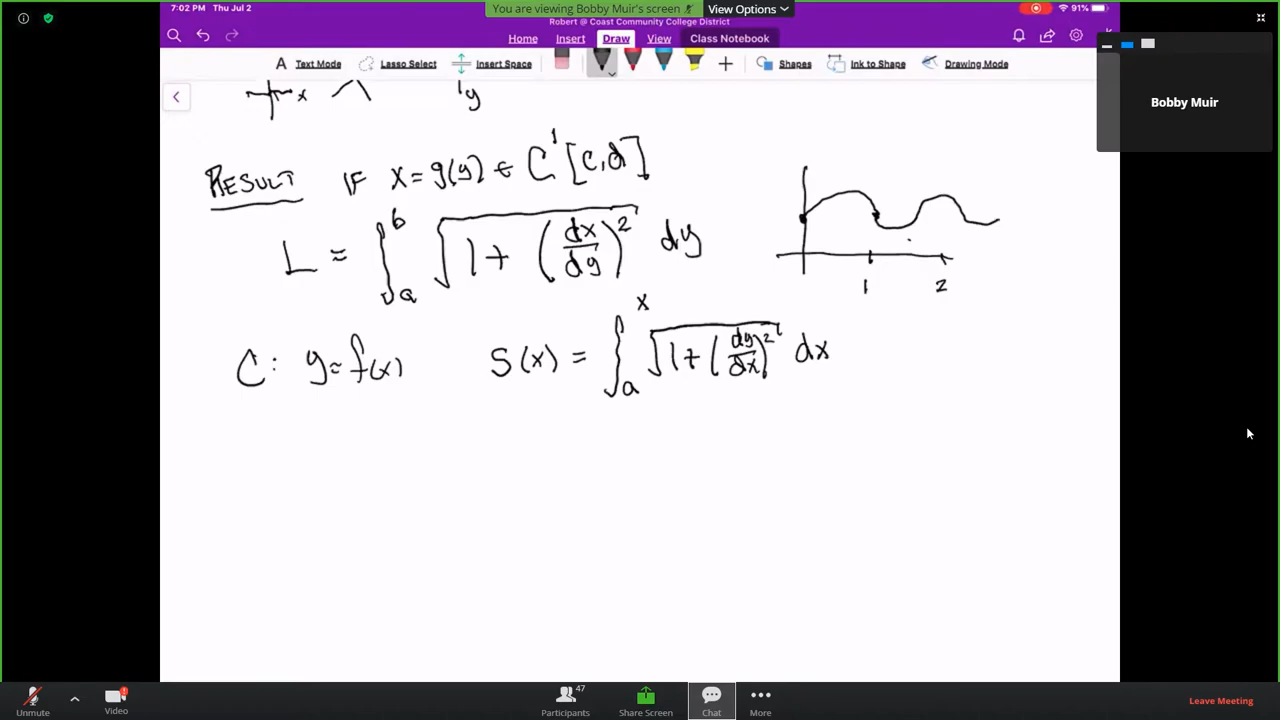 7:02 PM Thu Jul 2
You are viewing Bobby Muir's screen
View Options
91%
Robert @ Coast Community College District
Home Insert Draw View Class Notebook
Text Mode Lasso Select Insert Space Shapes Ink to Shape Drawing Mode
Bobby Muir
x y
RESULT IF x = g(y) ∈ C¹ [c,d]
L = ∫_a^b √(1 + (dx/dy)²) dy
1 2
C: y = f(x) S(x) = ∫_a^x √(1 + (dy/dx)²) dx
Unmute Video Participants 47 Share Screen Chat More Leave Meeting